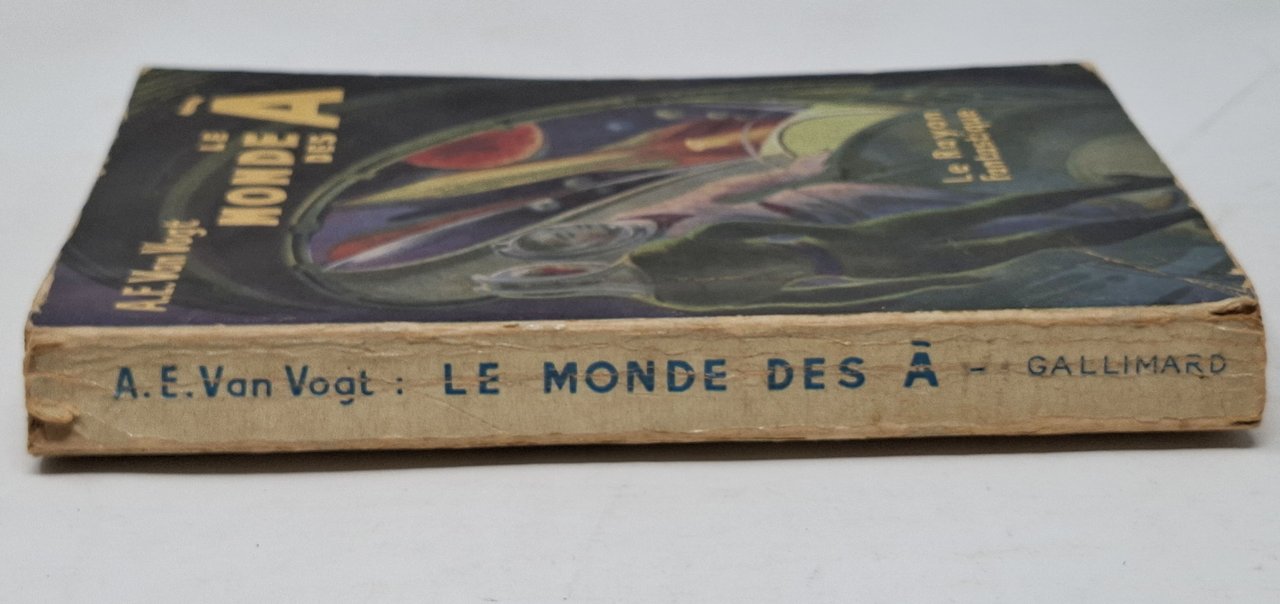 A.E. Van Vogt
LE
MONDE
DES Ā
Le Rayon
fantastique
A. E. Van Vogt : LE MONDE DES Ā - GALLIMARD